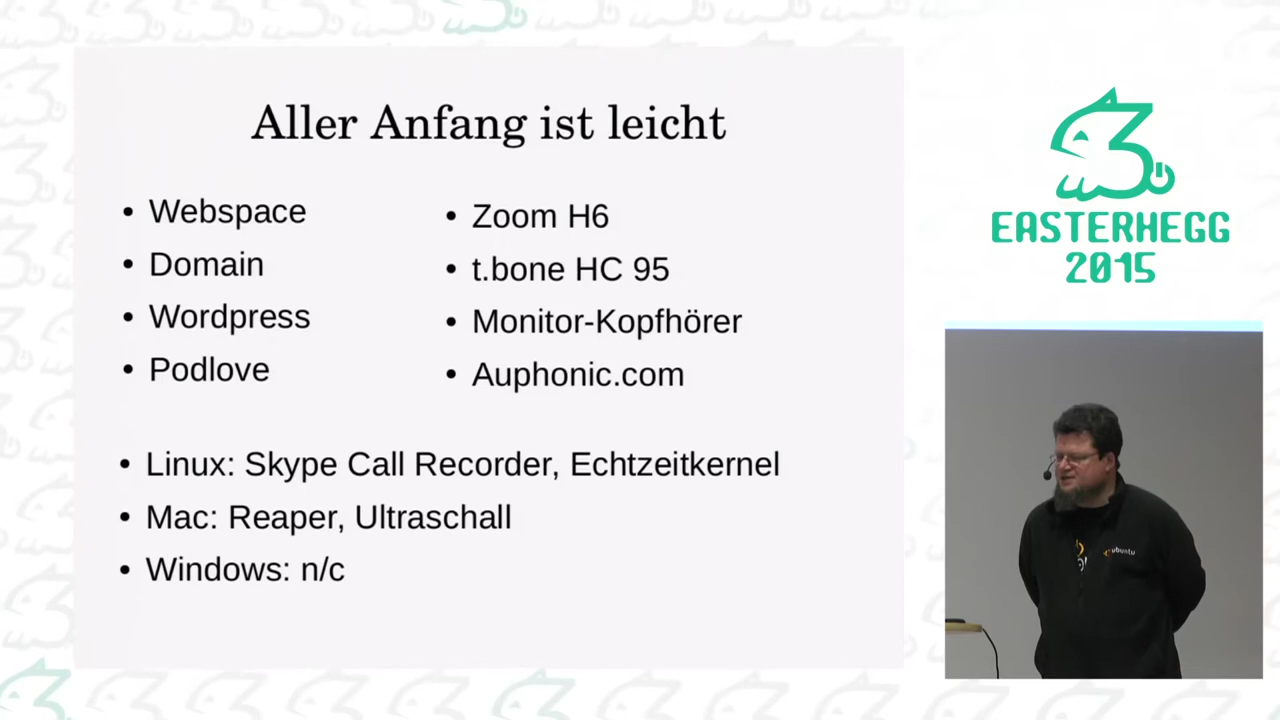 Aller Anfang ist leicht
• Webspace
• Domain
• Wordpress
• Podlove
• Zoom H6
• t.bone HC 95
• Monitor-Kopfhörer
• Auphonic.com
• Linux: Skype Call Recorder, Echtzeitkernel
• Mac: Reaper, Ultraschall
• Windows: n/c
EASTERHEGG
2015
ubuntu